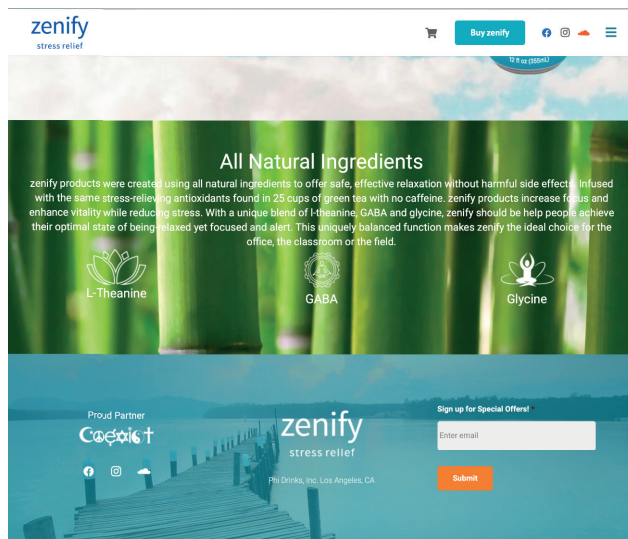 zenify
stress relief
Buy zenify
12 fl oz (355mL)
All Natural Ingredients
zenify products were created using all natural ingredients to offer safe, effective relaxation without harmful side effects. Infused
with the same stress-relieving antioxidants found in 25 cups of green tea with no caffeine. zenify products increase focus and
enhance vitality while reducing stress. With a unique blend of l-theanine, GABA and glycine, zenify should be help people achieve
their optimal state of being-relaxed yet focused and alert. This uniquely balanced function makes zenify the ideal choice for the
office, the classroom or the field.
L-Theanine
GABA
Glycine
Proud Partner
Coexist
zenify
stress relief
Phi Drinks, Inc. Los Angeles, CA
Sign up for Special Offers! *
Enter email
Submit